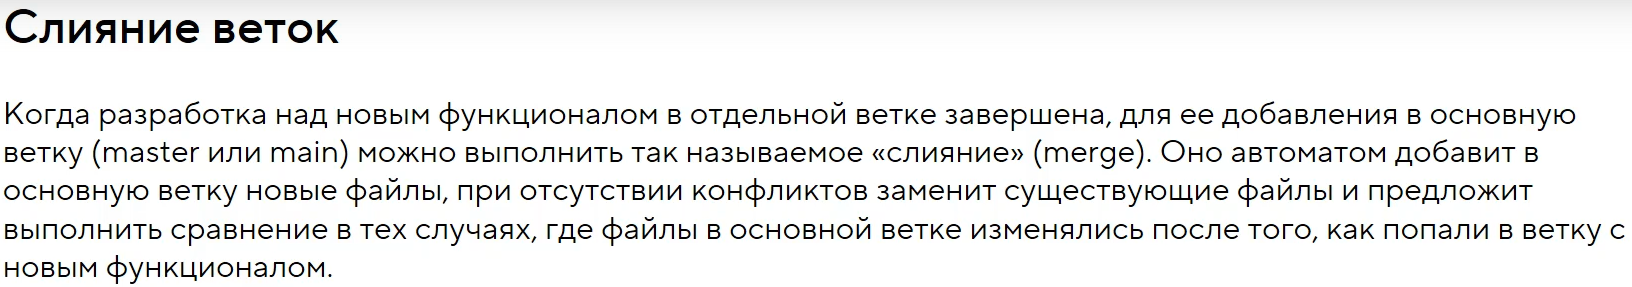 Слияние веток
Когда разработка над новым функционалом в отдельной ветке завершена, для ее добавления в основную
ветку (master или main) можно выполнить так называемое «слияние» (merge). Оно автоматом добавит в
основную ветку новые файлы, при отсутствии конфликтов заменит существующие файлы и предложит
выполнить сравнение в тех случаях, где файлы в основной ветке изменялись после того, как попали в ветку с
новым функционалом.